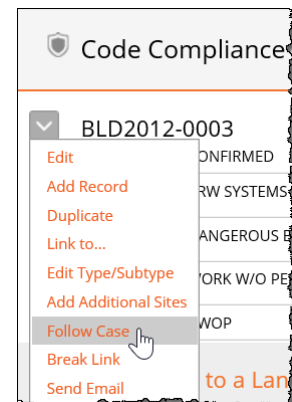 Code Compliance
BLD2012-0003
Edit
ONFIRMED
Add Record
RW SYSTEMS
Duplicate
Link to...
ANGEROUS
Edit Type/Subtype
ORK W/O PE
Add Additional Sites
Follow Case
WOP
Break Link
to a Lan
Send Email